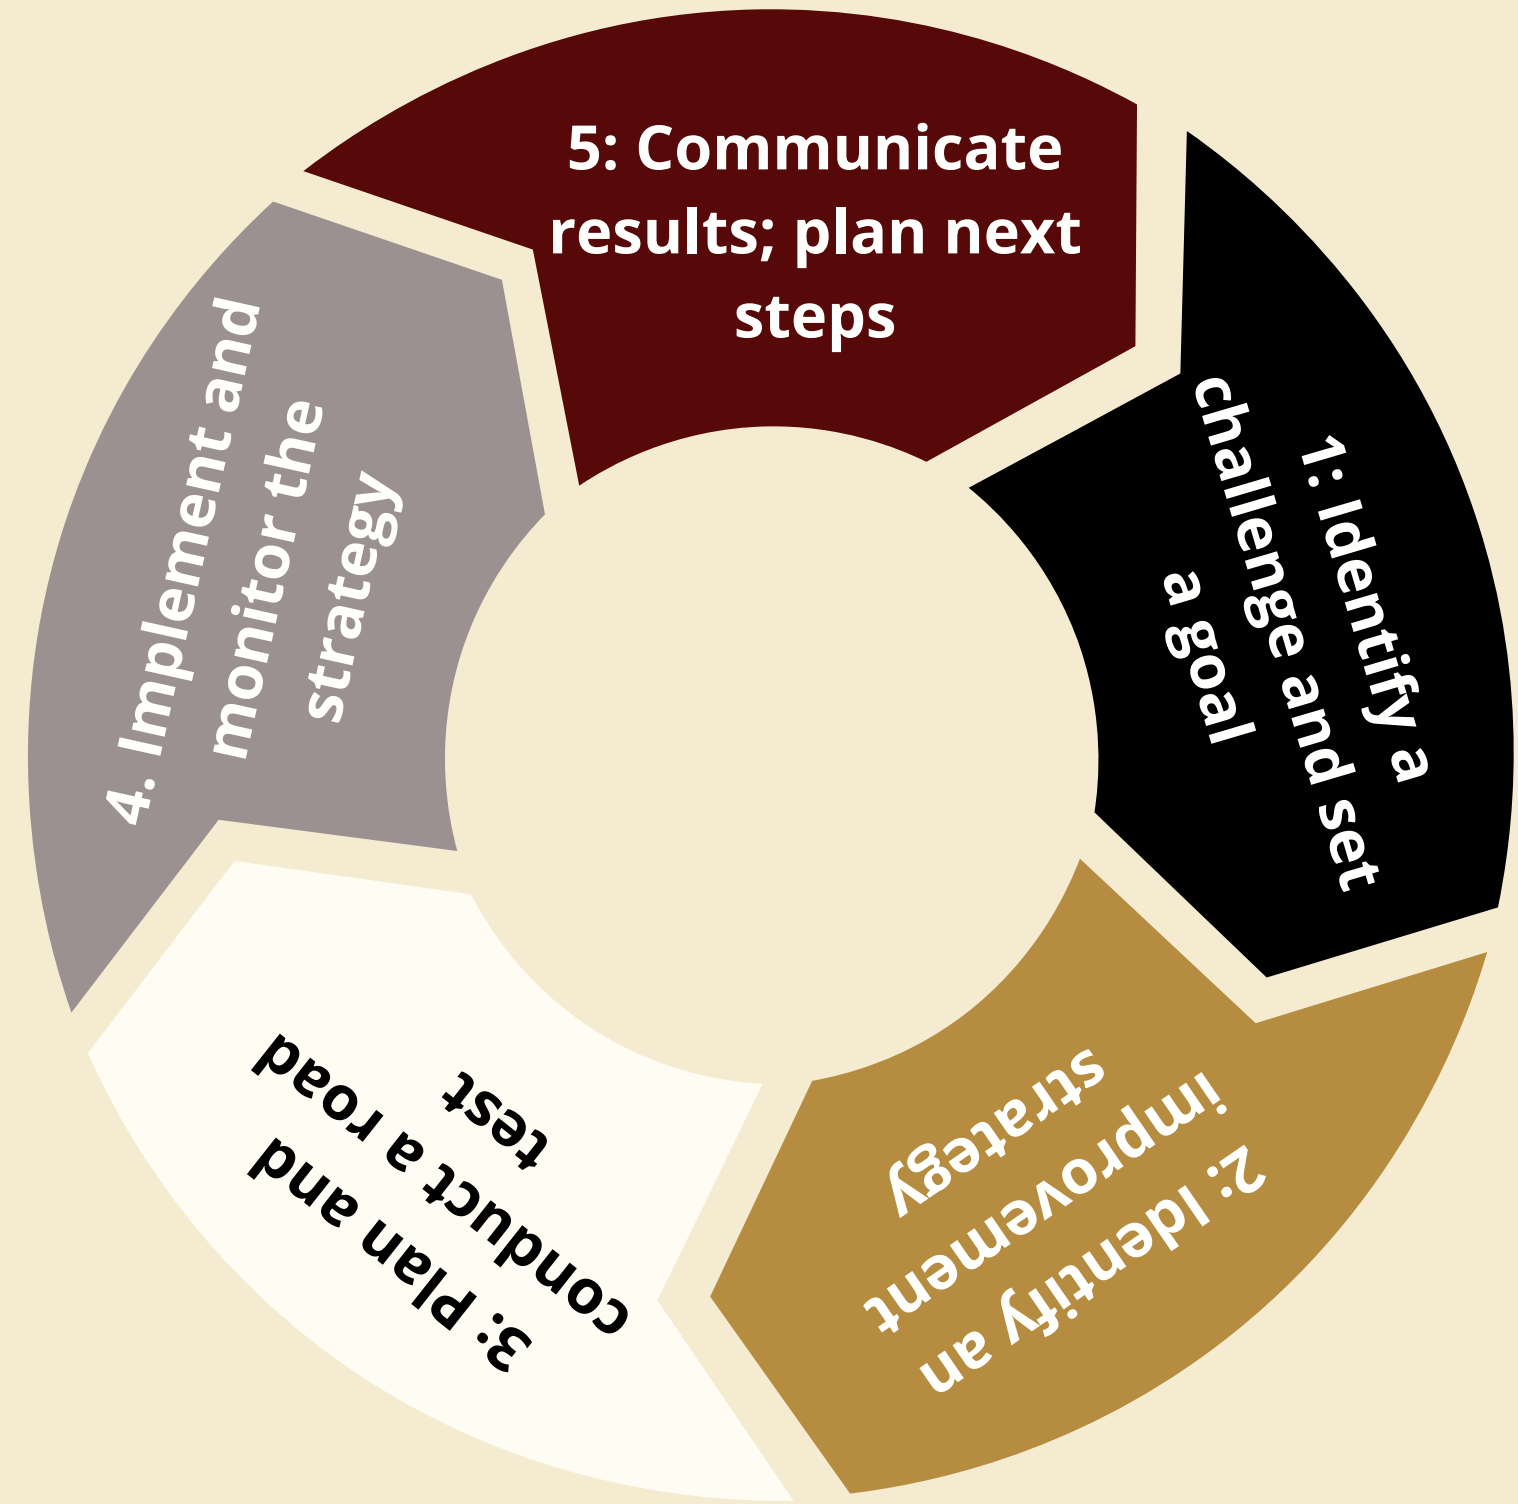 5: Communicate
results; plan next
steps
1: Identify a
challenge and set
a goal
2: Identify an
improvement
strategy
3: Plan and
conduct a road
test
4. Implement and
monitor the
strategy